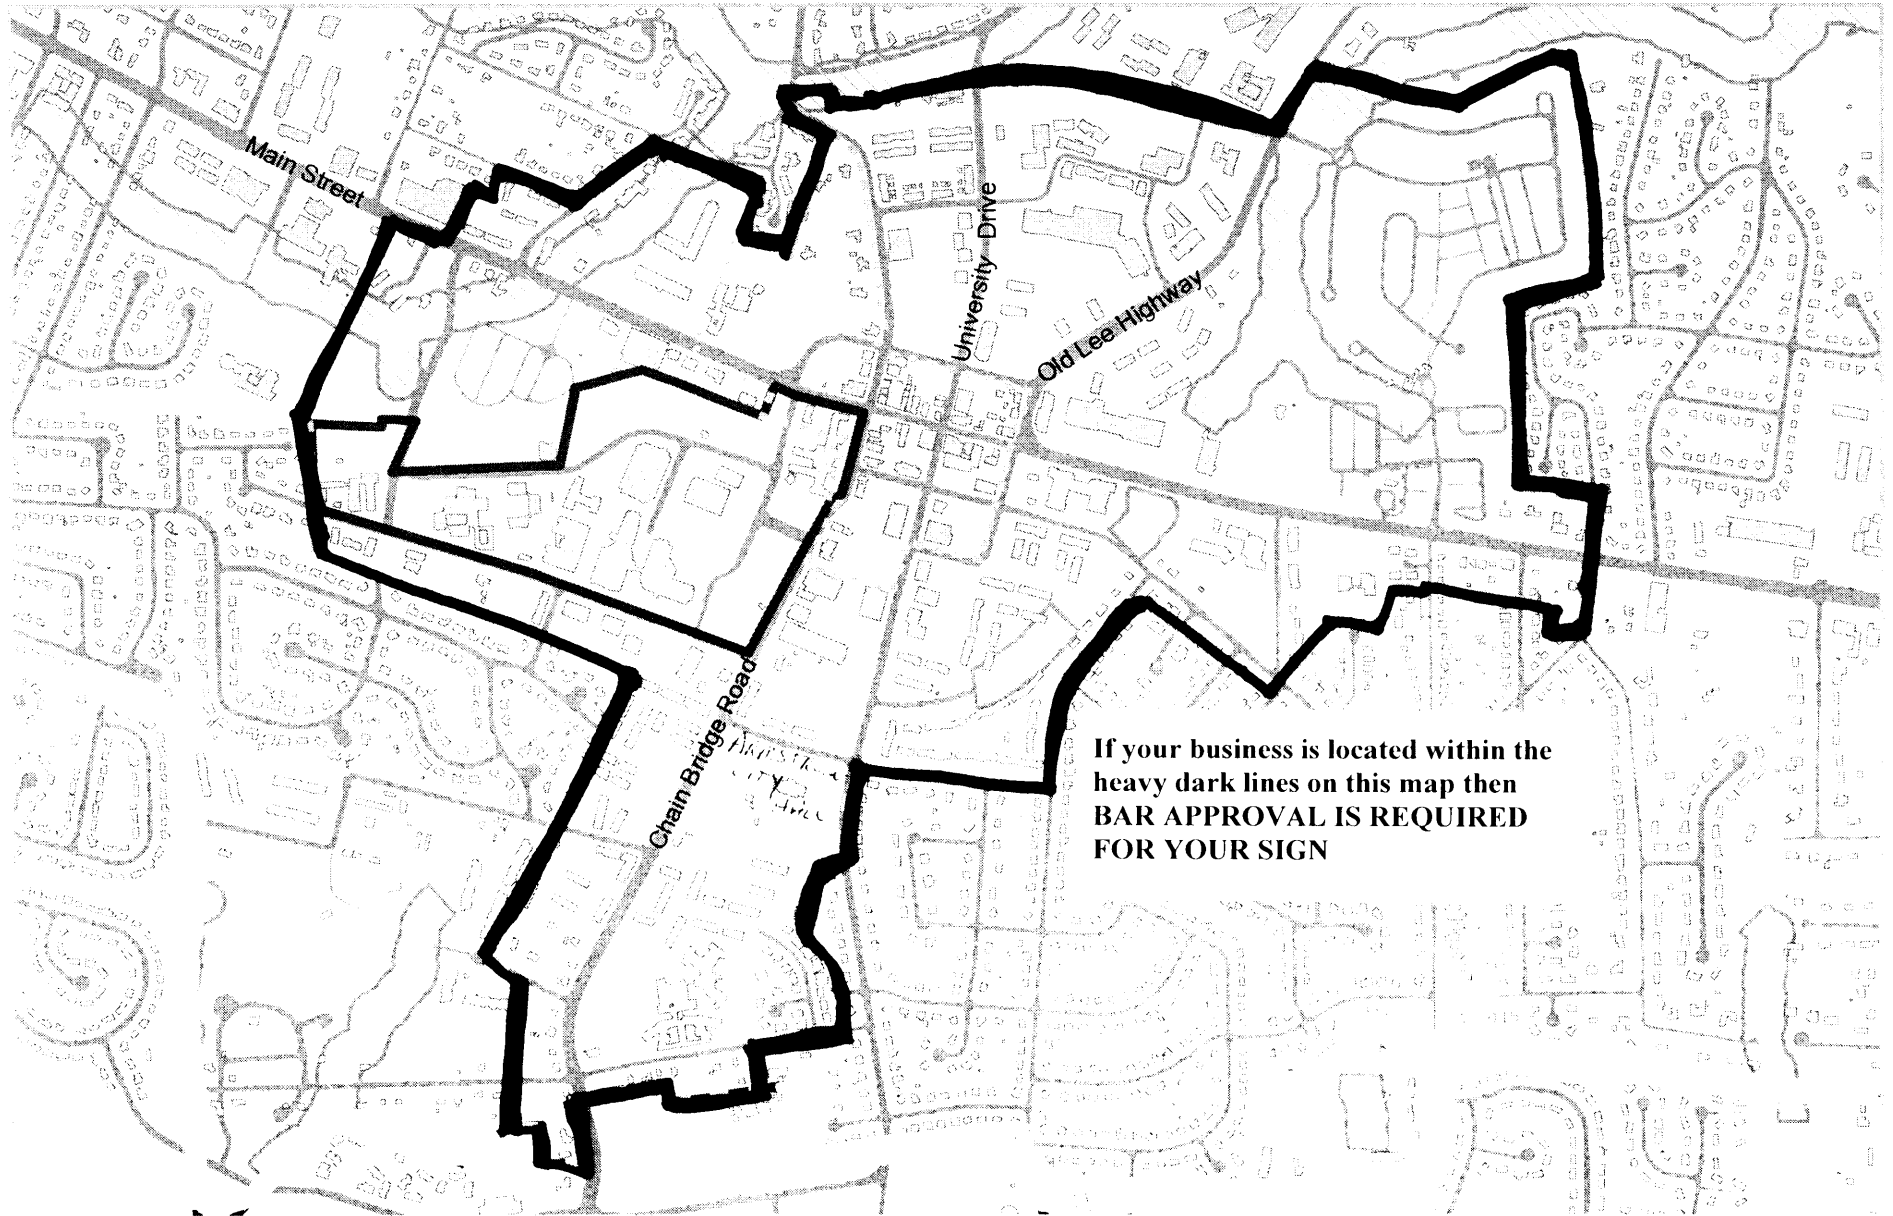 Main Street
University Drive
Old Lee Highway
Chain Bridge Road
CITY
If your business is located within the
heavy dark lines on this map then
BAR APPROVAL IS REQUIRED
FOR YOUR SIGN